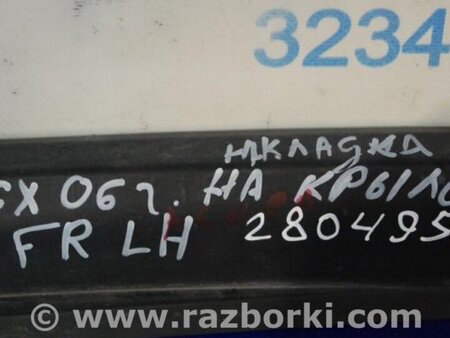 3234
НАКЛАДКА
06г. НА КРЫЛО
FR LH 280495
© www.razborki.com